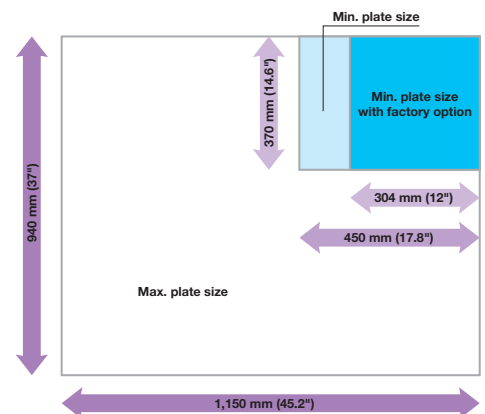 Min. plate size
370 mm (14.6")
Min. plate size
with factory option
304 mm (12")
450 mm (17.8")
940 mm (37")
Max. plate size
1,150 mm (45.2")